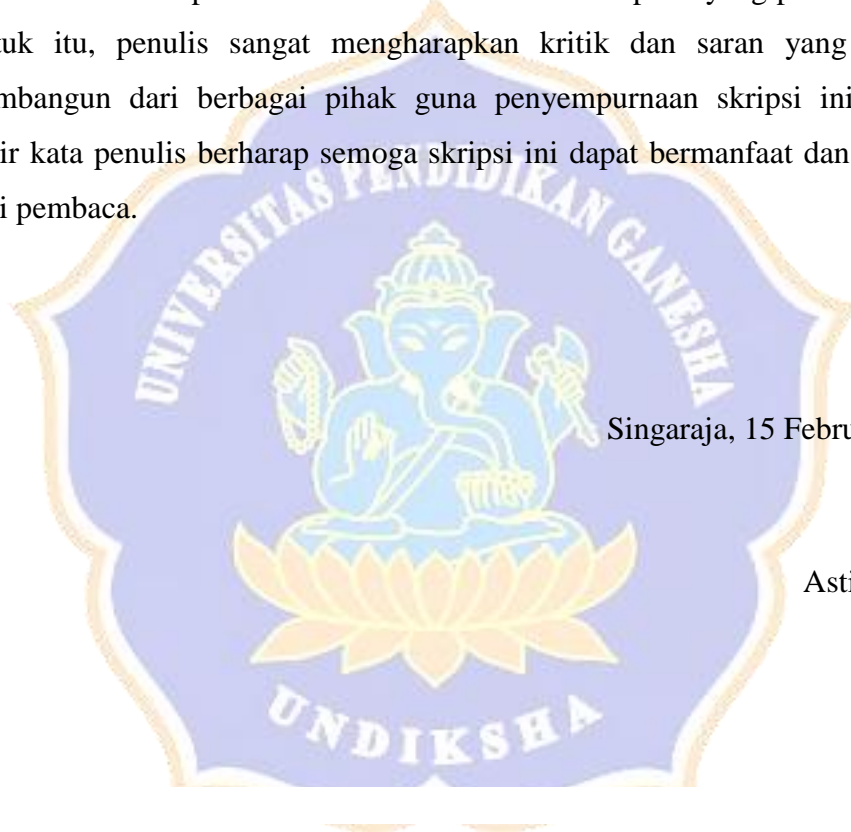 tuk itu, penulis sangat mengharapkan kritik dan saran yang
mbangun dari berbagai pihak guna penyempurnaan skripsi ini
ir kata penulis berharap semoga skripsi ini dapat bermanfaat dan
i pembaca.
UNIVERSITAS PENDIDIKAN GANESHA
Singaraja, 15 Febru
Asti
UNDIKSHA